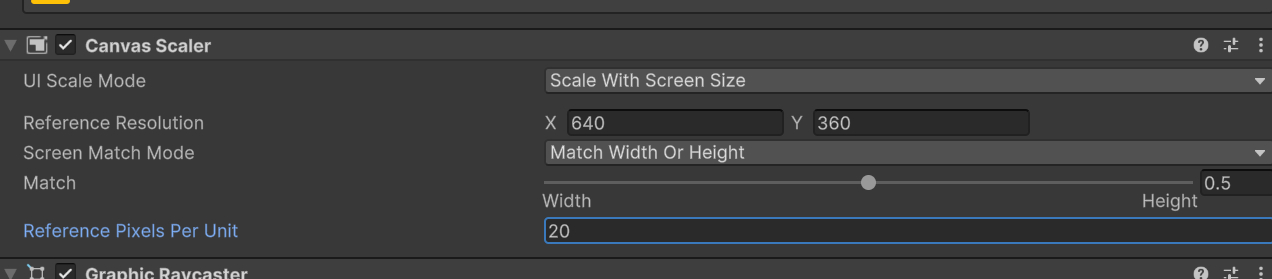 Canvas Scaler
UI Scale Mode Scale With Screen Size
Reference Resolution X 640 Y 360
Screen Match Mode Match Width Or Height
Match 0.5
Width Height
Reference Pixels Per Unit 20
Graphic Raycaster